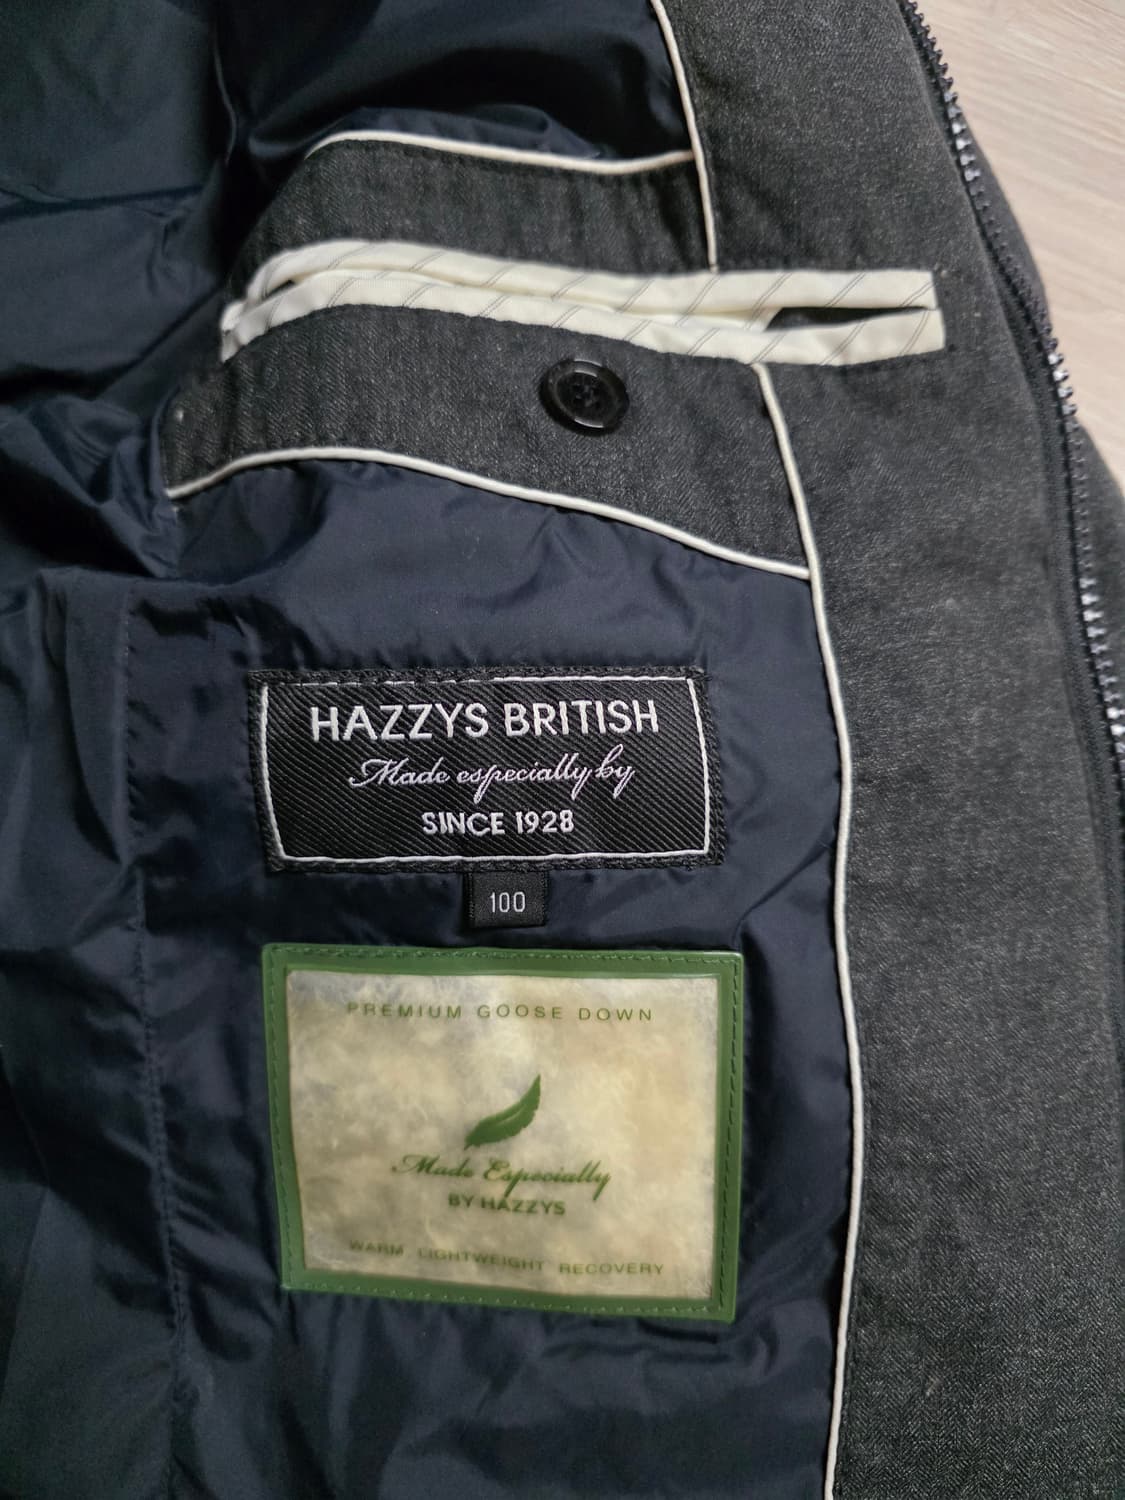 HAZZYS BRITISH
Made especially by
SINCE 1928
100
PREMIUM GOOSE DOWN
Made Especially
BY HAZZYS
WARM LIGHTWEIGHT RECOVERY